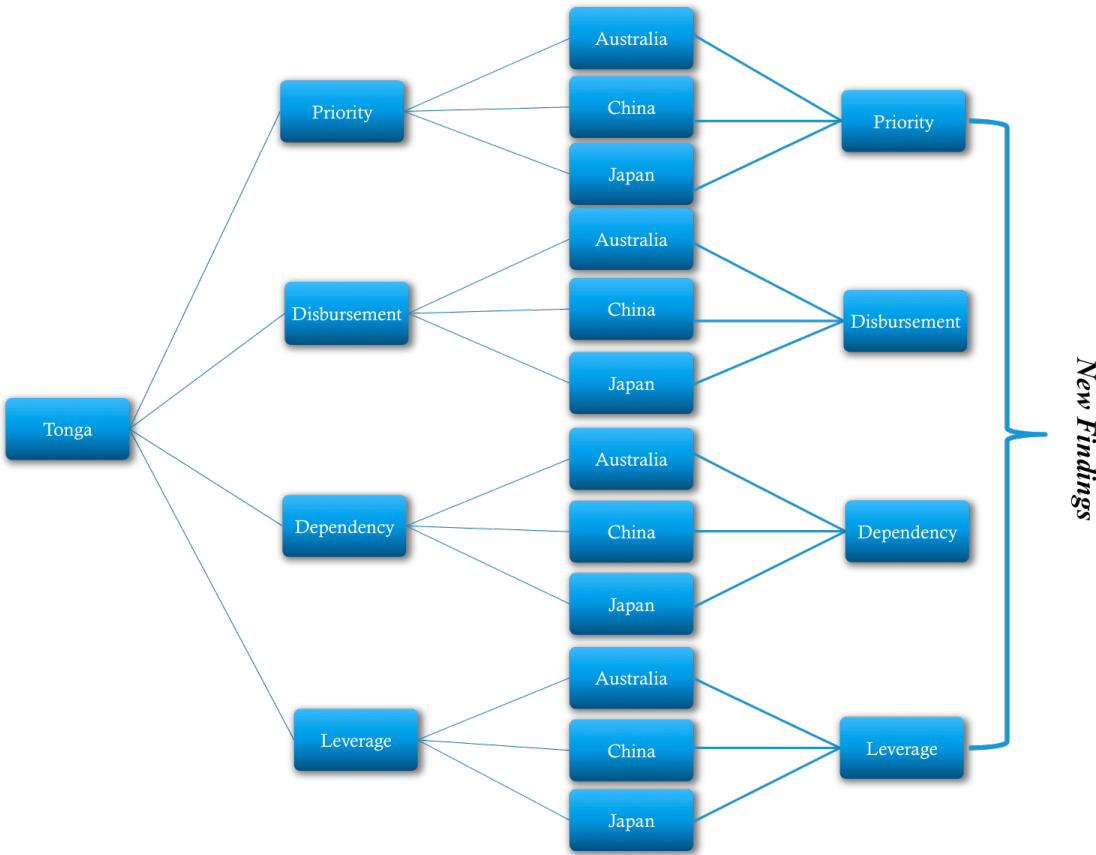 Tonga
Priority
Disbursement
Dependency
Leverage
Australia
China
Japan
Australia
China
Japan
Australia
China
Japan
Australia
China
Japan
Priority
Disbursement
Dependency
Leverage
New Findings